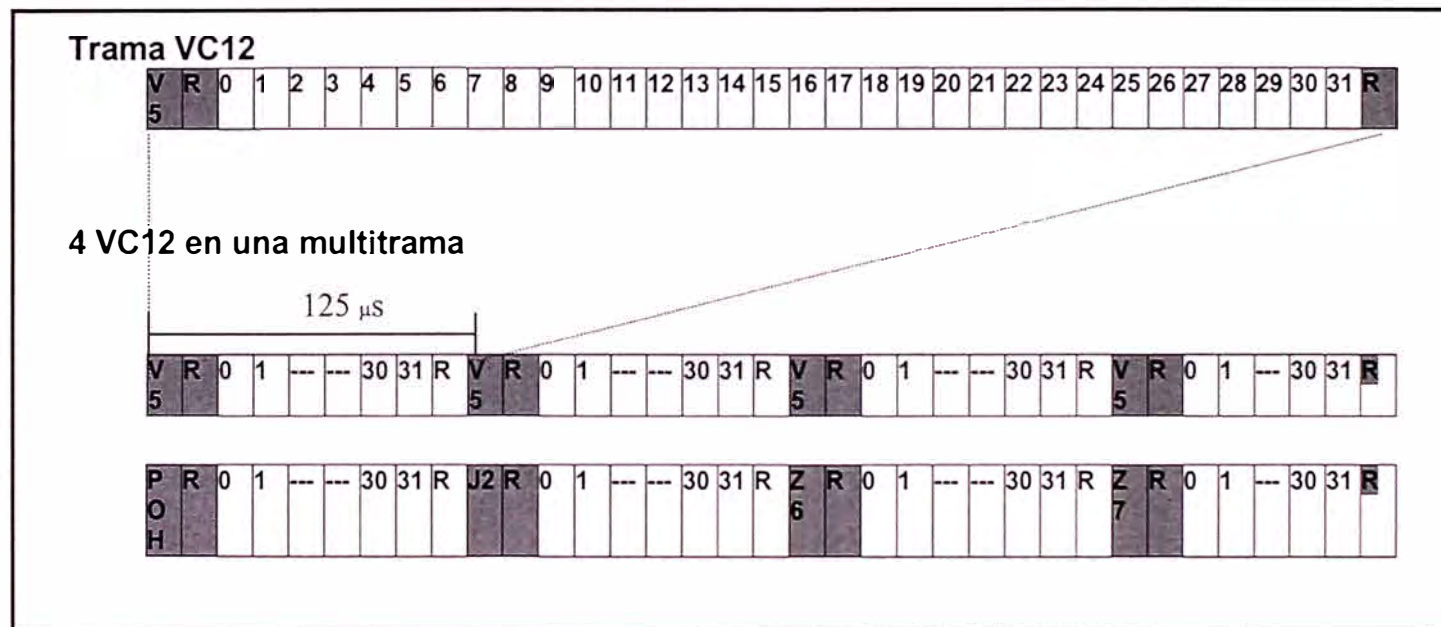 Trama VC12
V5 R 0 1 2 3 4 5 6 7 8 9 10 11 12 13 14 15 16 17 18 19 20 21 22 23 24 25 26 27 28 29 30 31 R
4 VC12 en una multitrama
125 µS
V5 R 0 1 --- --- 30 31 R V5 R 0 1 --- --- 30 31 R V5 R 0 1 --- --- 30 31 R V5 R 0 1 --- 30 31 R
POH R 0 1 --- --- 30 31 R J2 R 0 1 --- --- 30 31 R Z6 R 0 1 --- --- 30 31 R Z7 R 0 1 --- 30 31 R